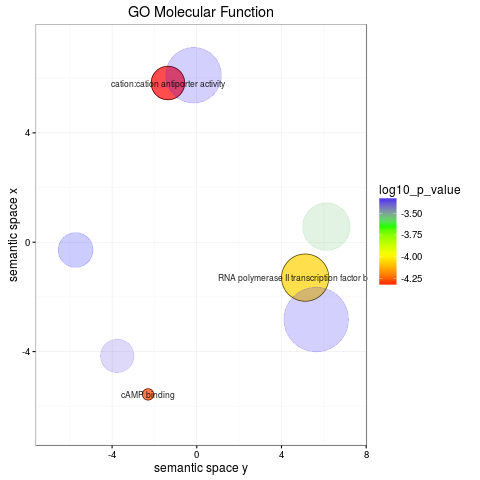 GO Molecular Function
cation:cation antiporter activity
RNA polymerase II transcription factor b
cAMP binding
4
0
-4
-4
0
4
8
semantic space x
semantic space y
log10_p_value
-3.50
-3.75
-4.00
-4.25